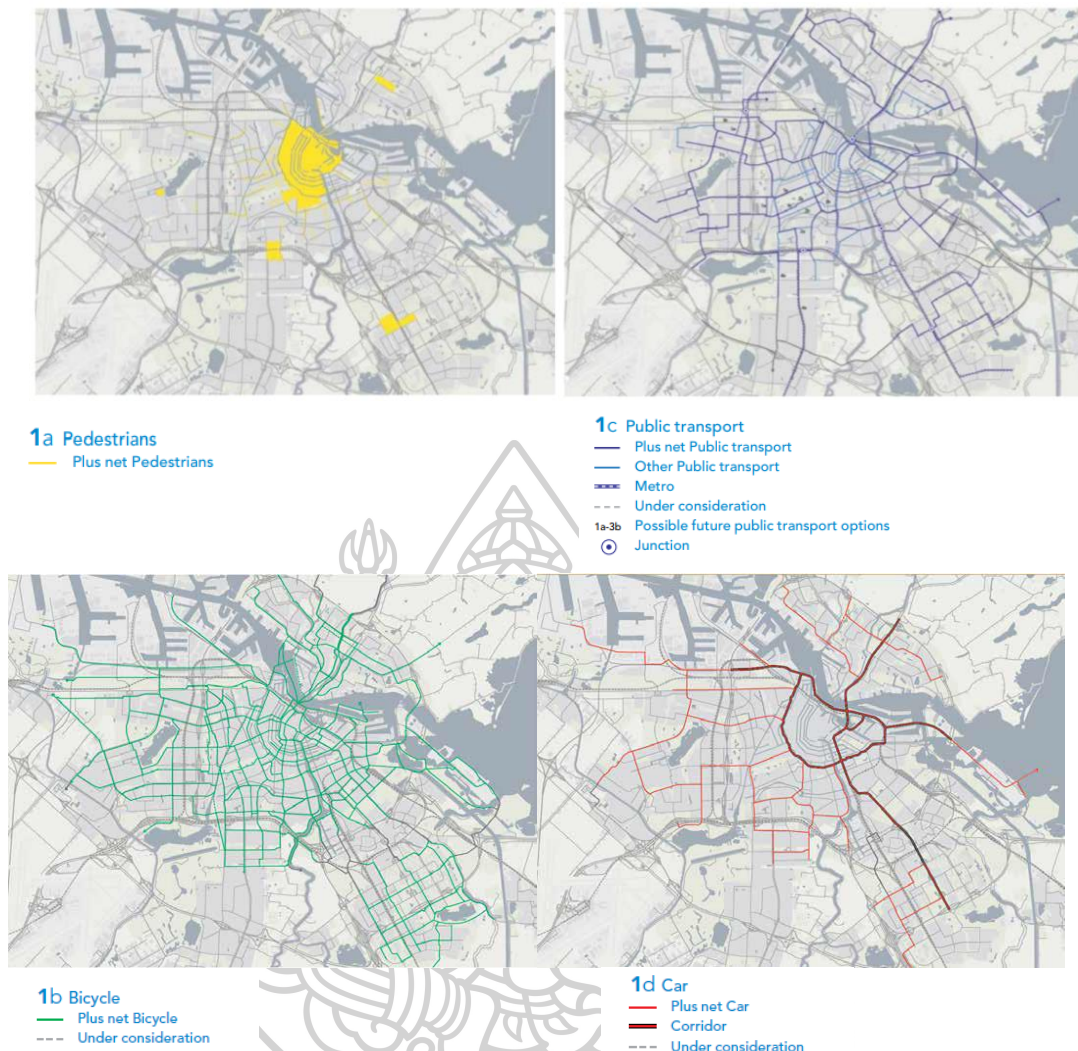 1a Pedestrians
Plus net Pedestrians
1c Public transport
Plus net Public transport
Other Public transport
Metro
Under consideration
1a-3b Possible future public transport options
Junction
1b Bicycle
Plus net Bicycle
Under consideration
1d Car
Plus net Car
Corridor
Under consideration